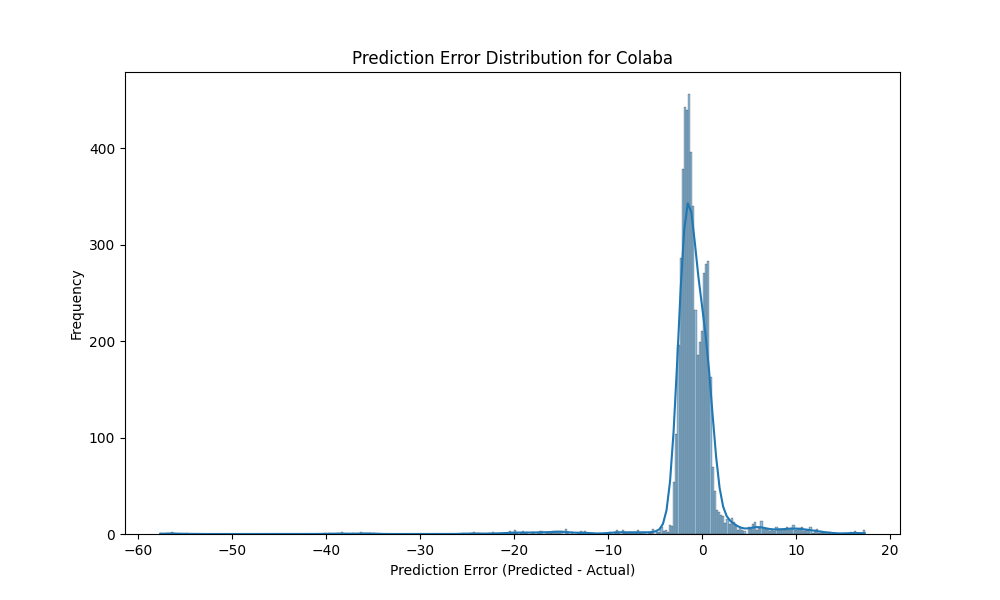 Prediction Error Distribution for Colaba
400
300
200
100
0
Frequency
−60 −50 −40 −30 −20 −10 0 10 20
Prediction Error (Predicted - Actual)